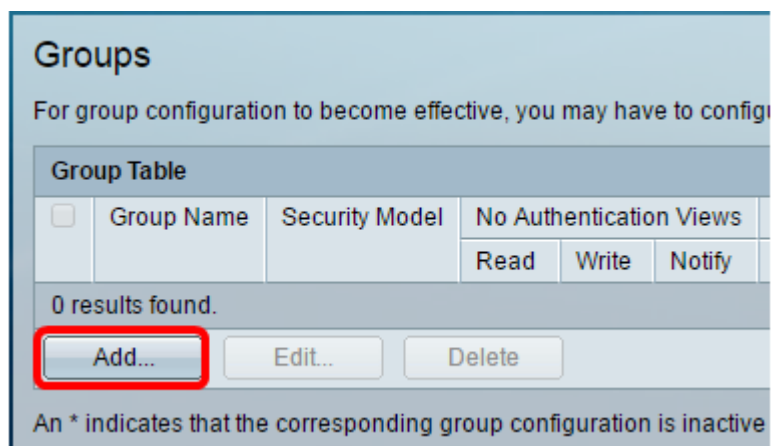 Groups
For group configuration to become effective, you may have to
Group Table
Group Name Security Model No Authentication Views
Read Write Notify
0 results found.
Add... Edit... Delete
An * indicates that the corresponding group configuration is inactive